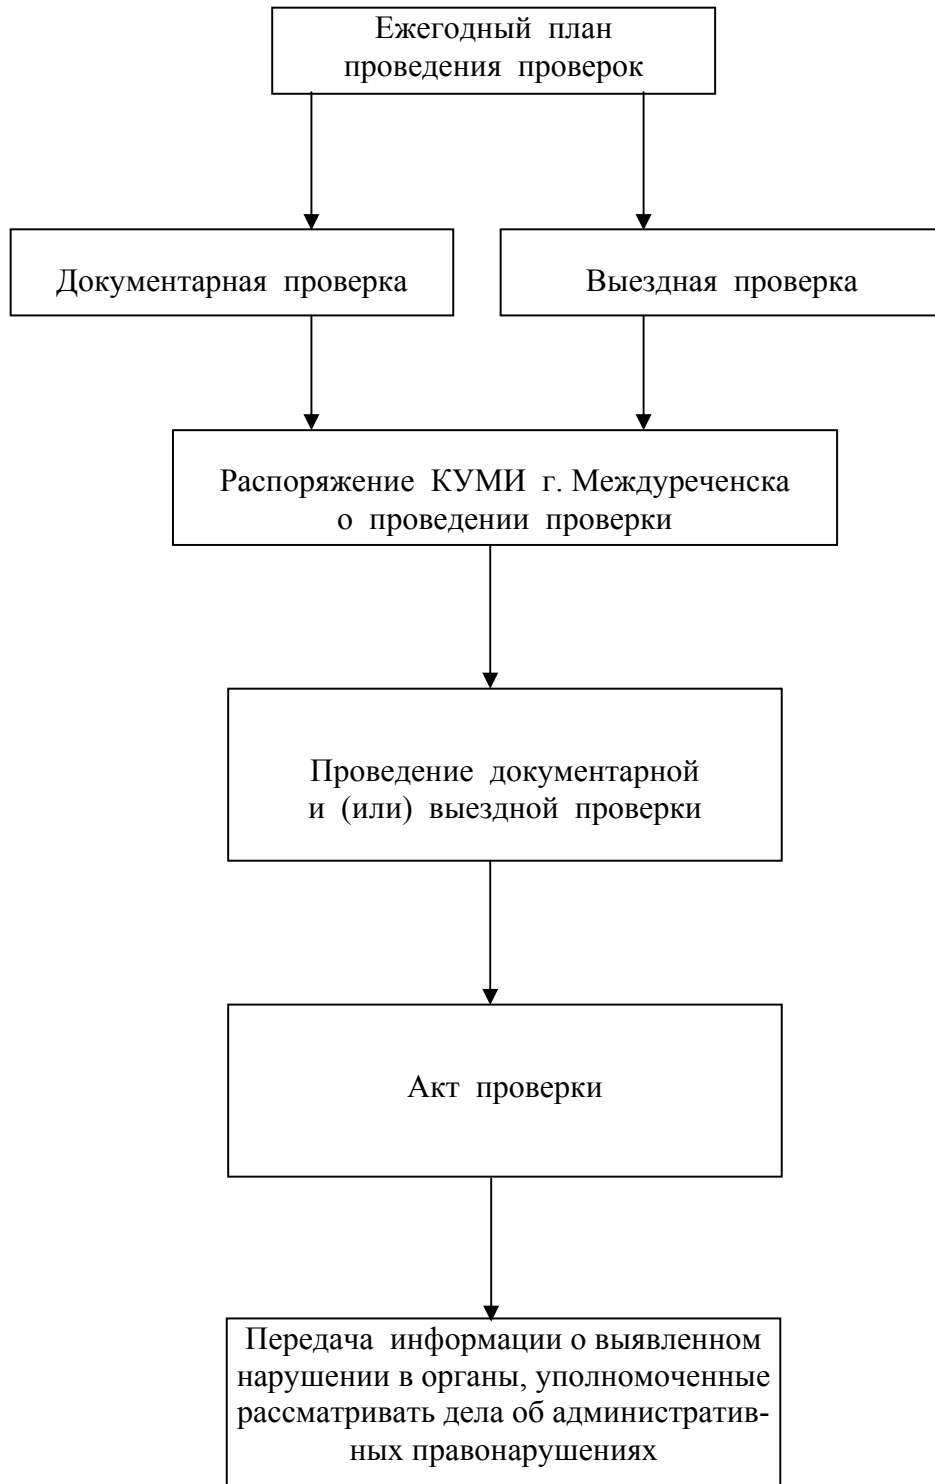 Ежегодный план
проведения проверок
Документарная проверка
Выездная проверка
Распоряжение КУМИ г. Междуреченска
о проведении проверки
Проведение документарной
и (или) выездной проверки
Акт проверки
Передача информации о выявленном
нарушении в органы, уполномоченные
рассматривать дела об административ-
ных правонарушениях